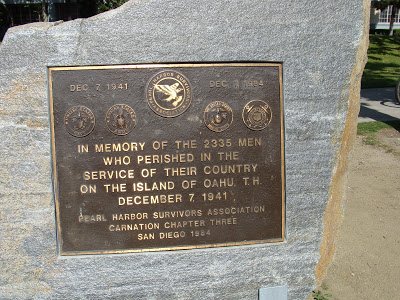 DEC 7 1941 DEC 7 1984
IN MEMORY OF THE 2335 MEN
WHO PERISHED IN THE
SERVICE OF THEIR COUNTRY
ON THE ISLAND OF OAHU, T.H.
DECEMBER 7, 1941
PEARL HARBOR SURVIVORS ASSOCIATION
CARNATION CHAPTER THREE
SAN DIEGO 1984